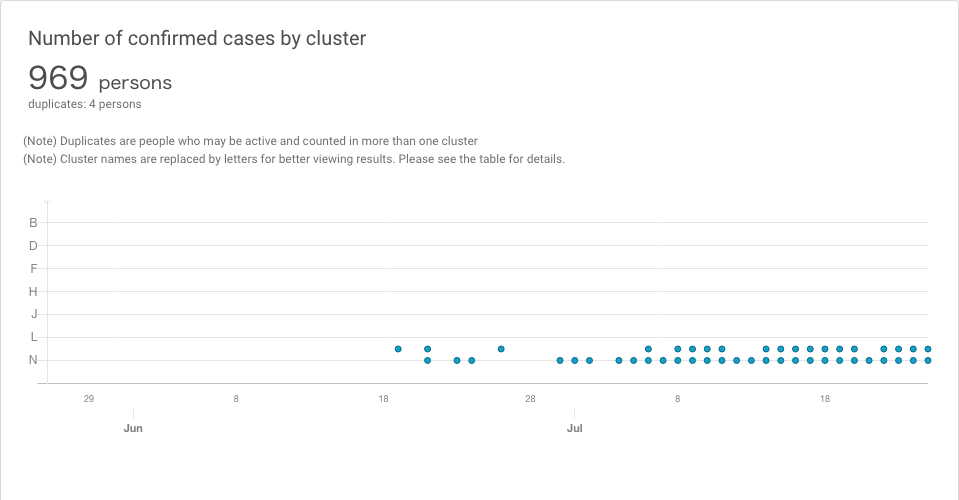 Number of confirmed cases by cluster
969 persons
duplicates: 4 persons
(Note) Duplicates are people who may be active and counted in more than one cluster
(Note) Cluster names are replaced by letters for better viewing results. Please see the table for details.
B
D
F
H
J
L
N
29 8 18 28 8 18
Jun Jul